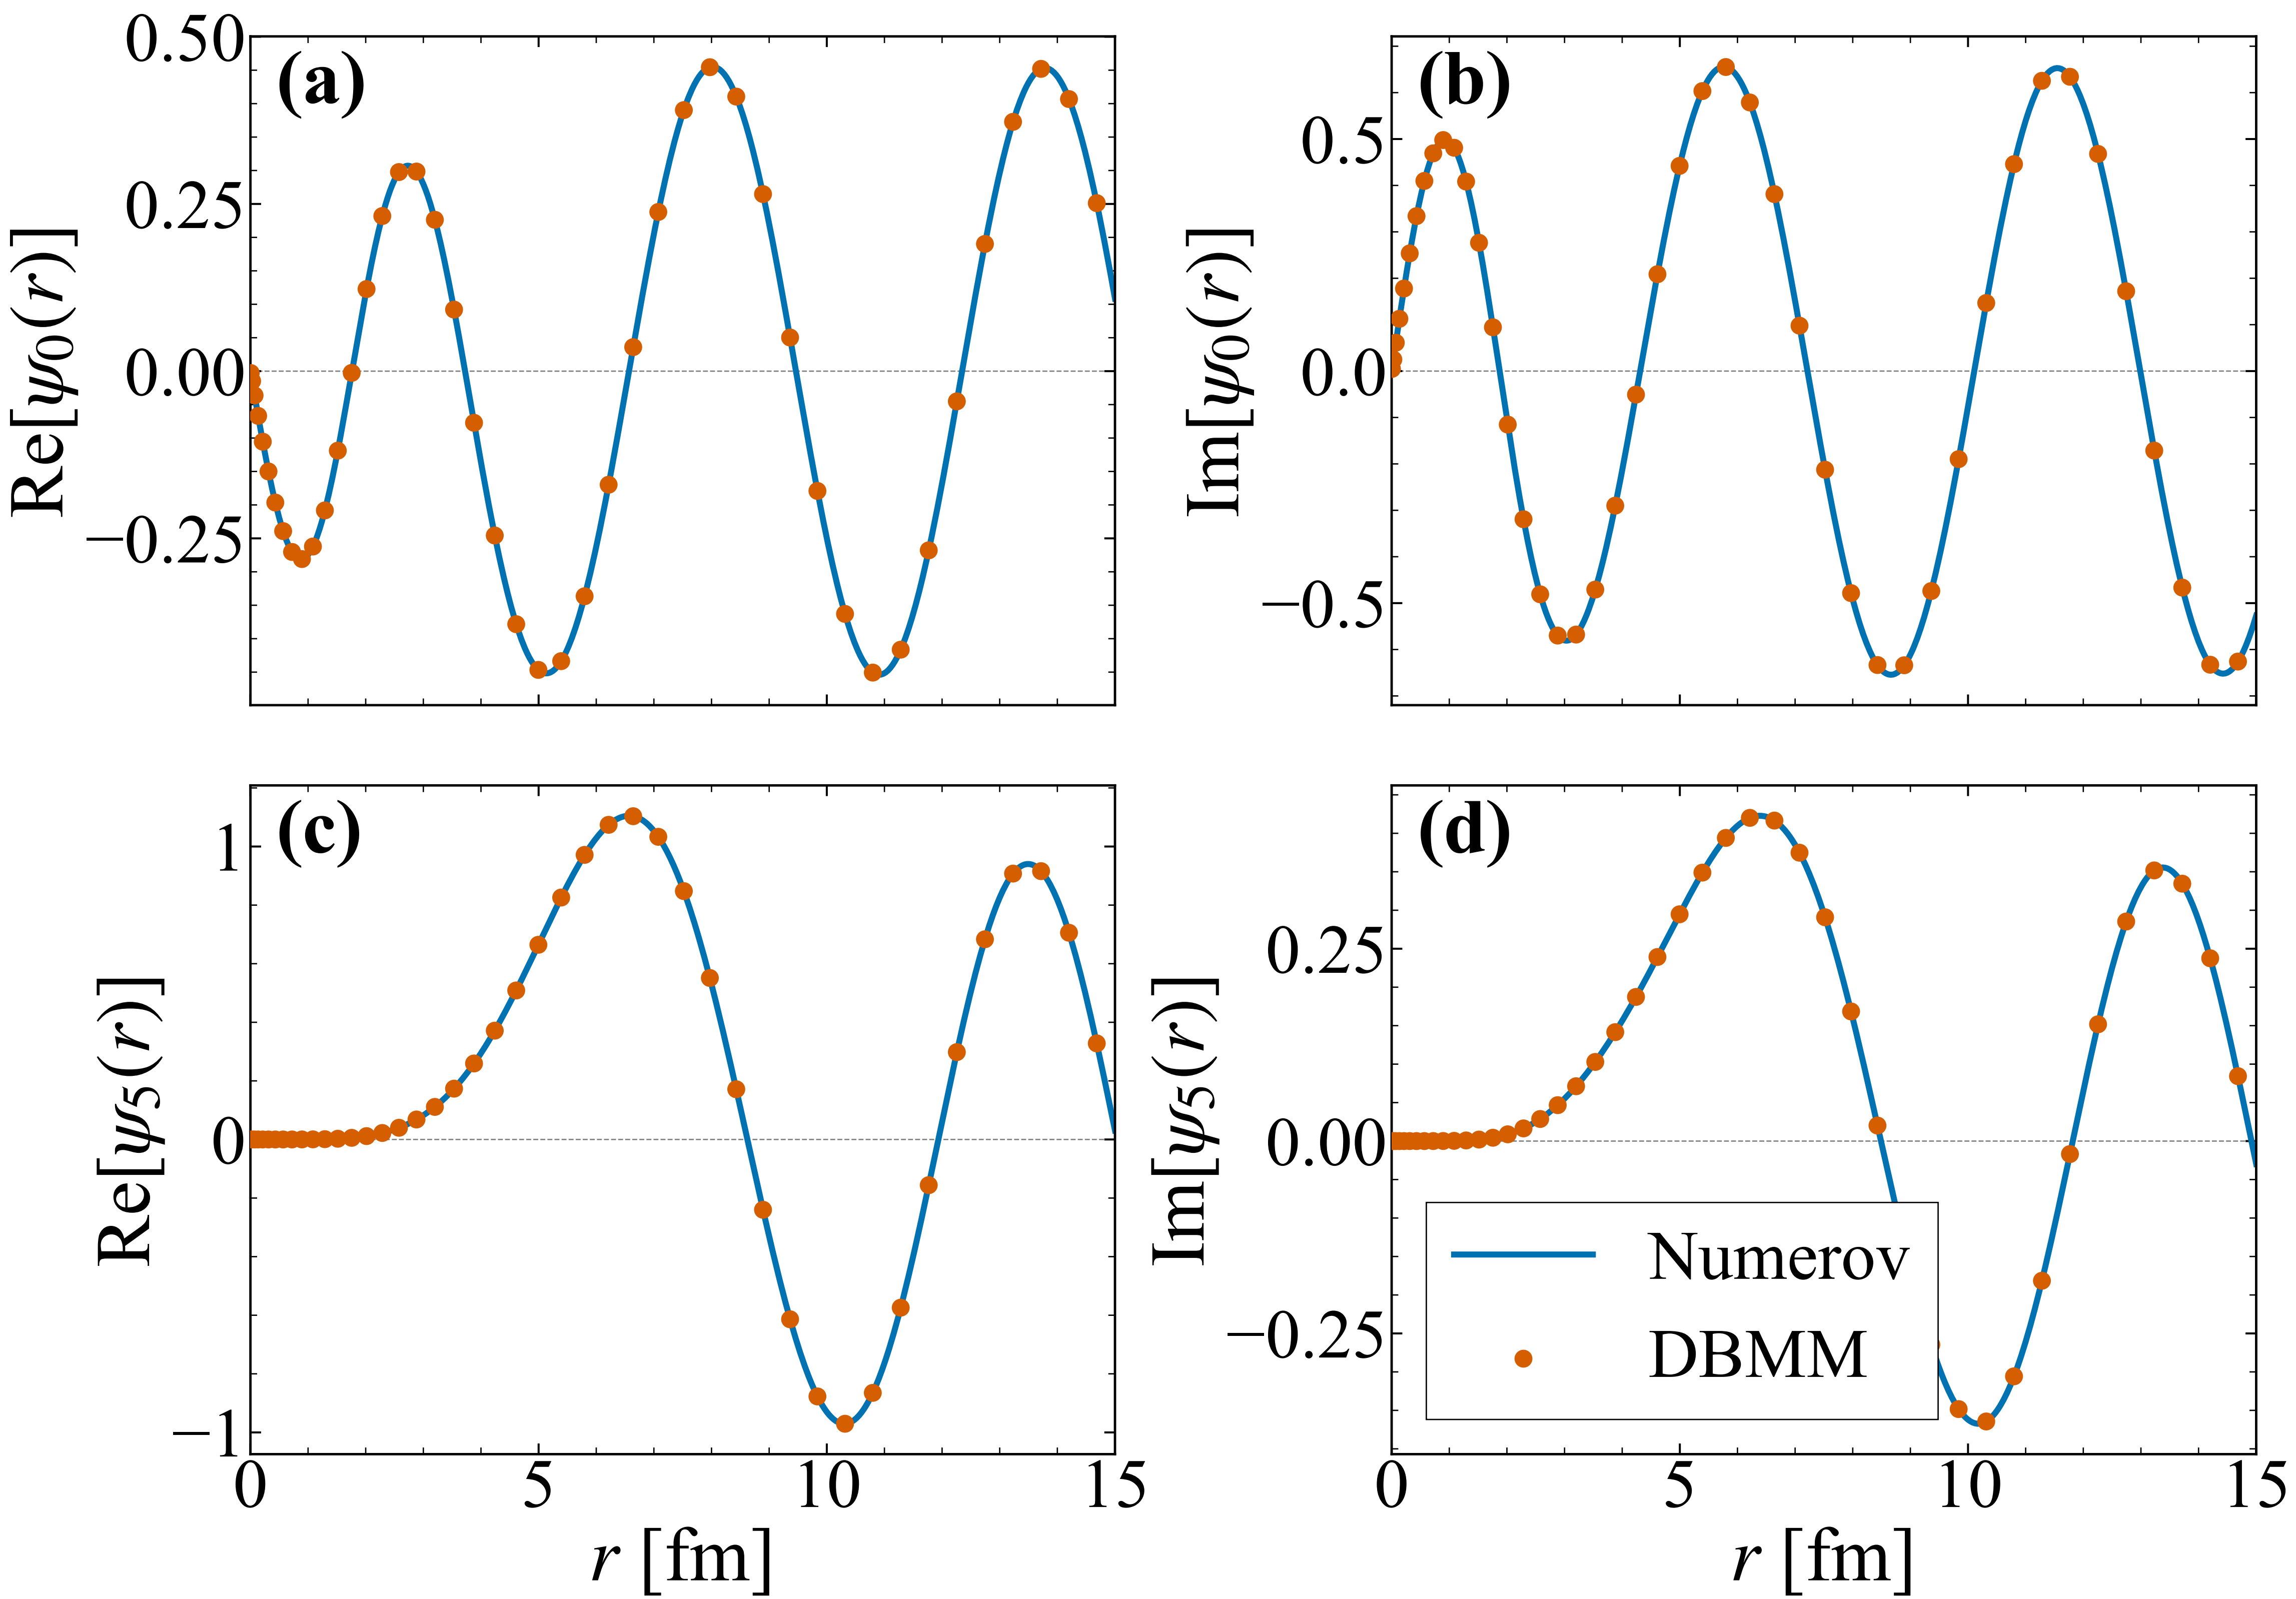 (a)
0.50
0.25
0.00
−0.25
Re[ψ0(r)]
(b)
0.5
0.0
−0.5
Im[ψ0(r)]
(c)
1
0
−1
Re[ψ5(r)]
0 5 10 15
r [fm]
(d)
0.25
0.00
−0.25
Im[ψ5(r)]
Numerov
DBMM
0 5 10 15
r [fm]